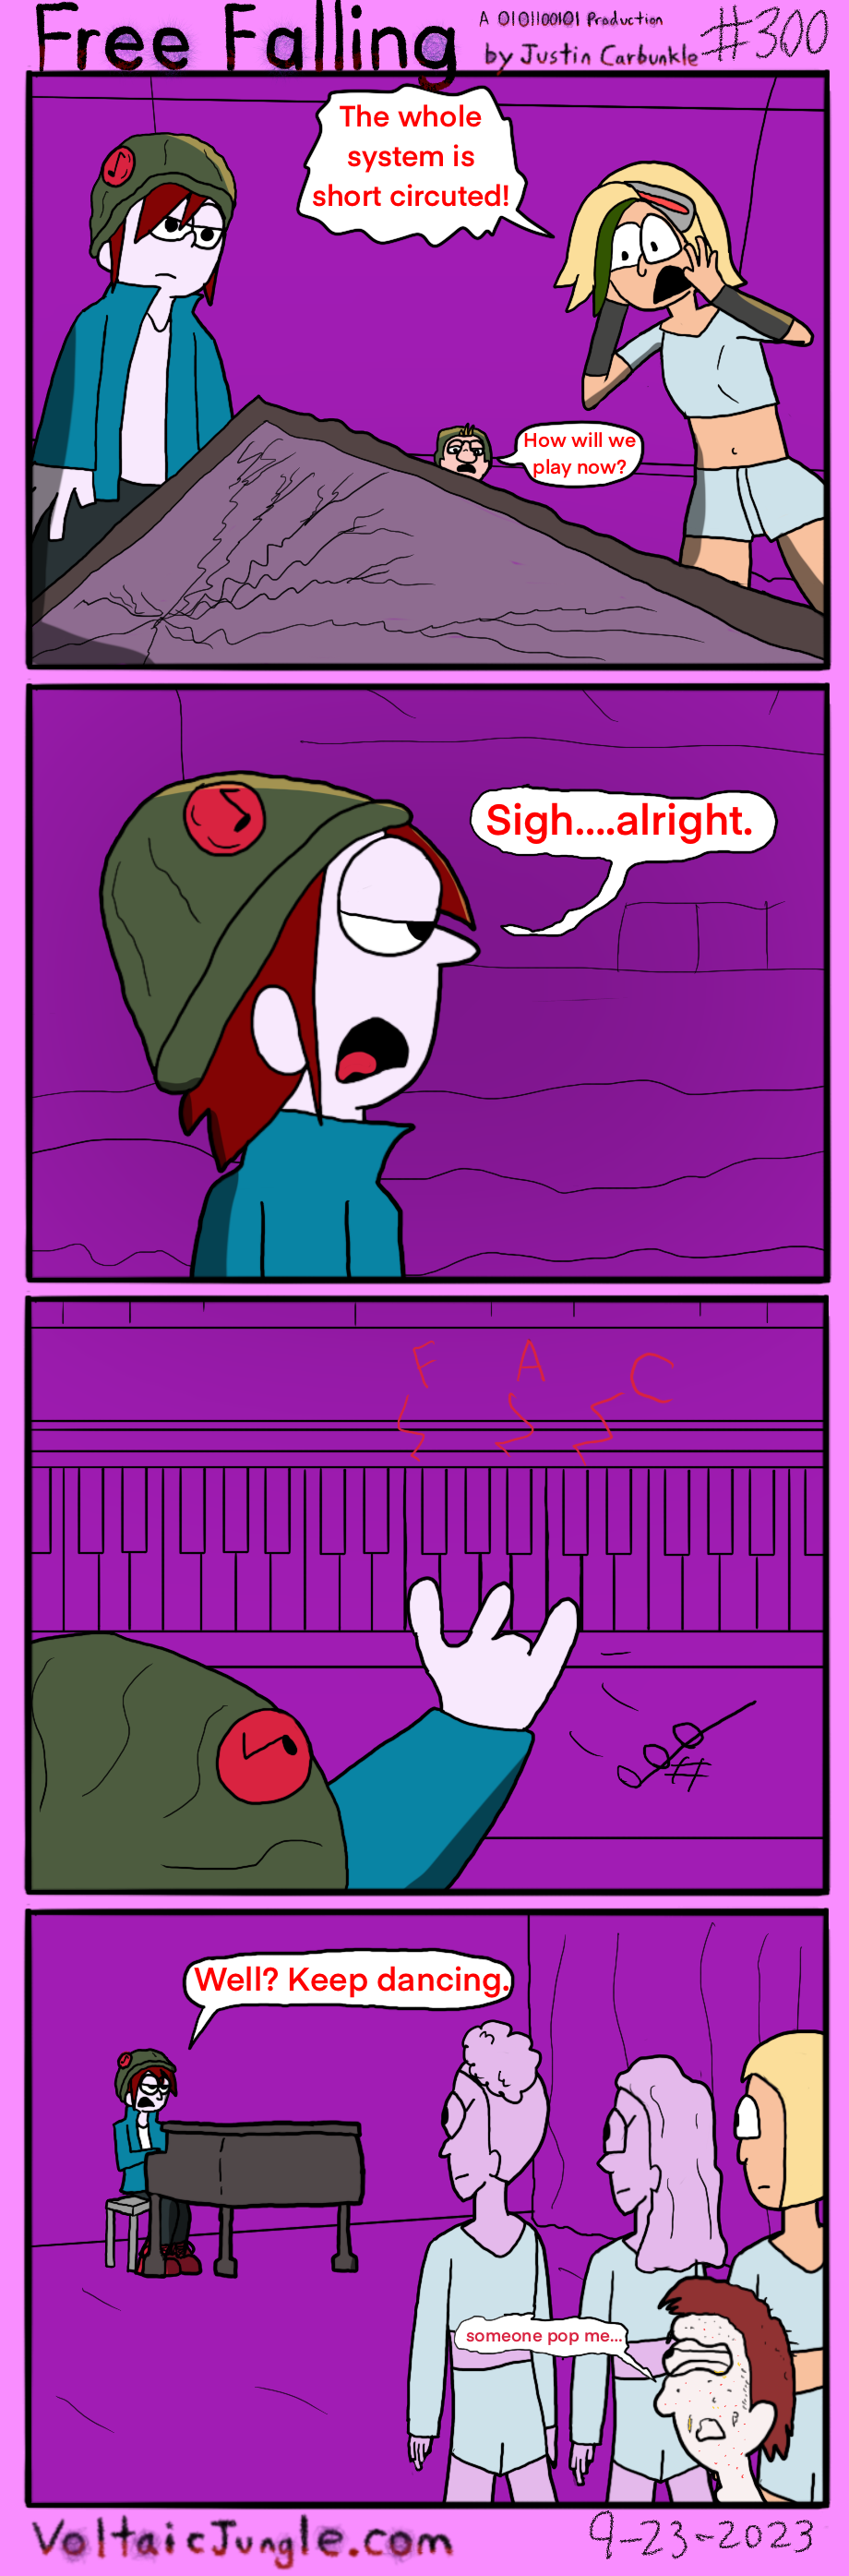 Free Falling
A 0101100101 Production
by Justin Carbunkle
#300
The whole
system is
short circuted!
How will we
play now?
Sigh....alright.
F A C
#
Well? Keep dancing.
someone pop me...
VoltaicJungle.com
9-23-2023